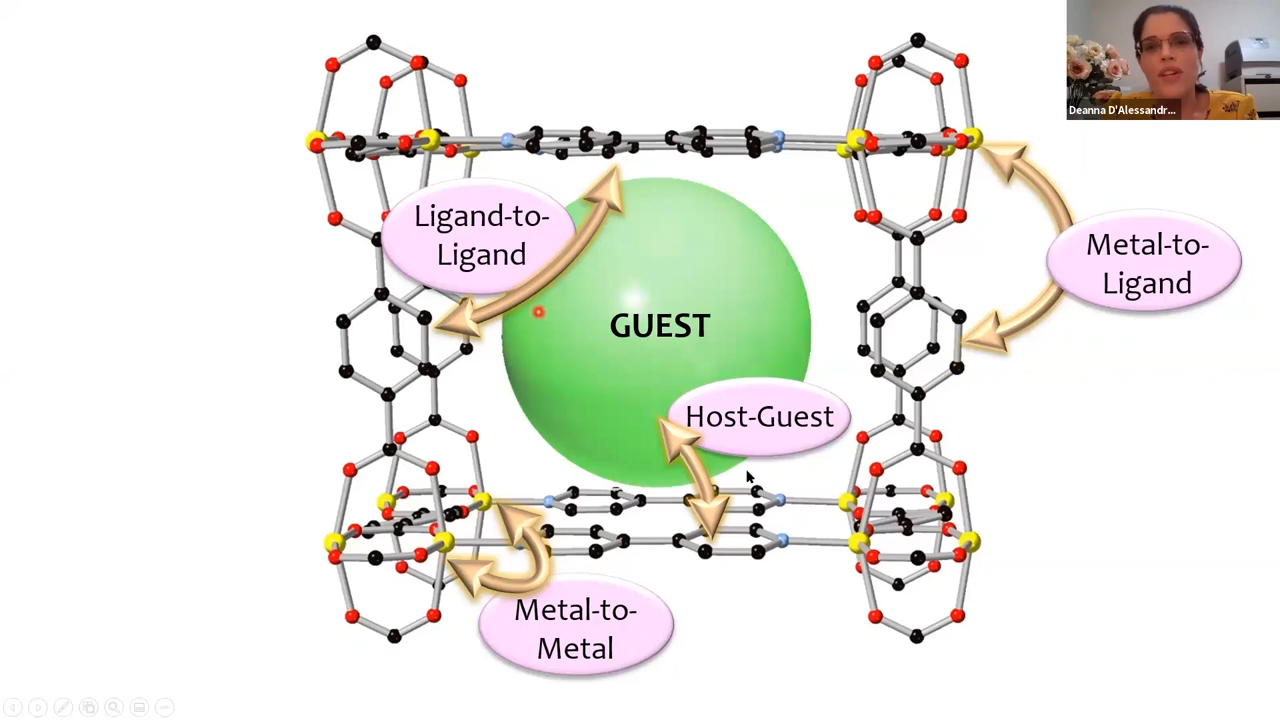 Deanna D'Alessandr...
Ligand-to-
Ligand
Metal-to-
Ligand
GUEST
Host-Guest
Metal-to-
Metal